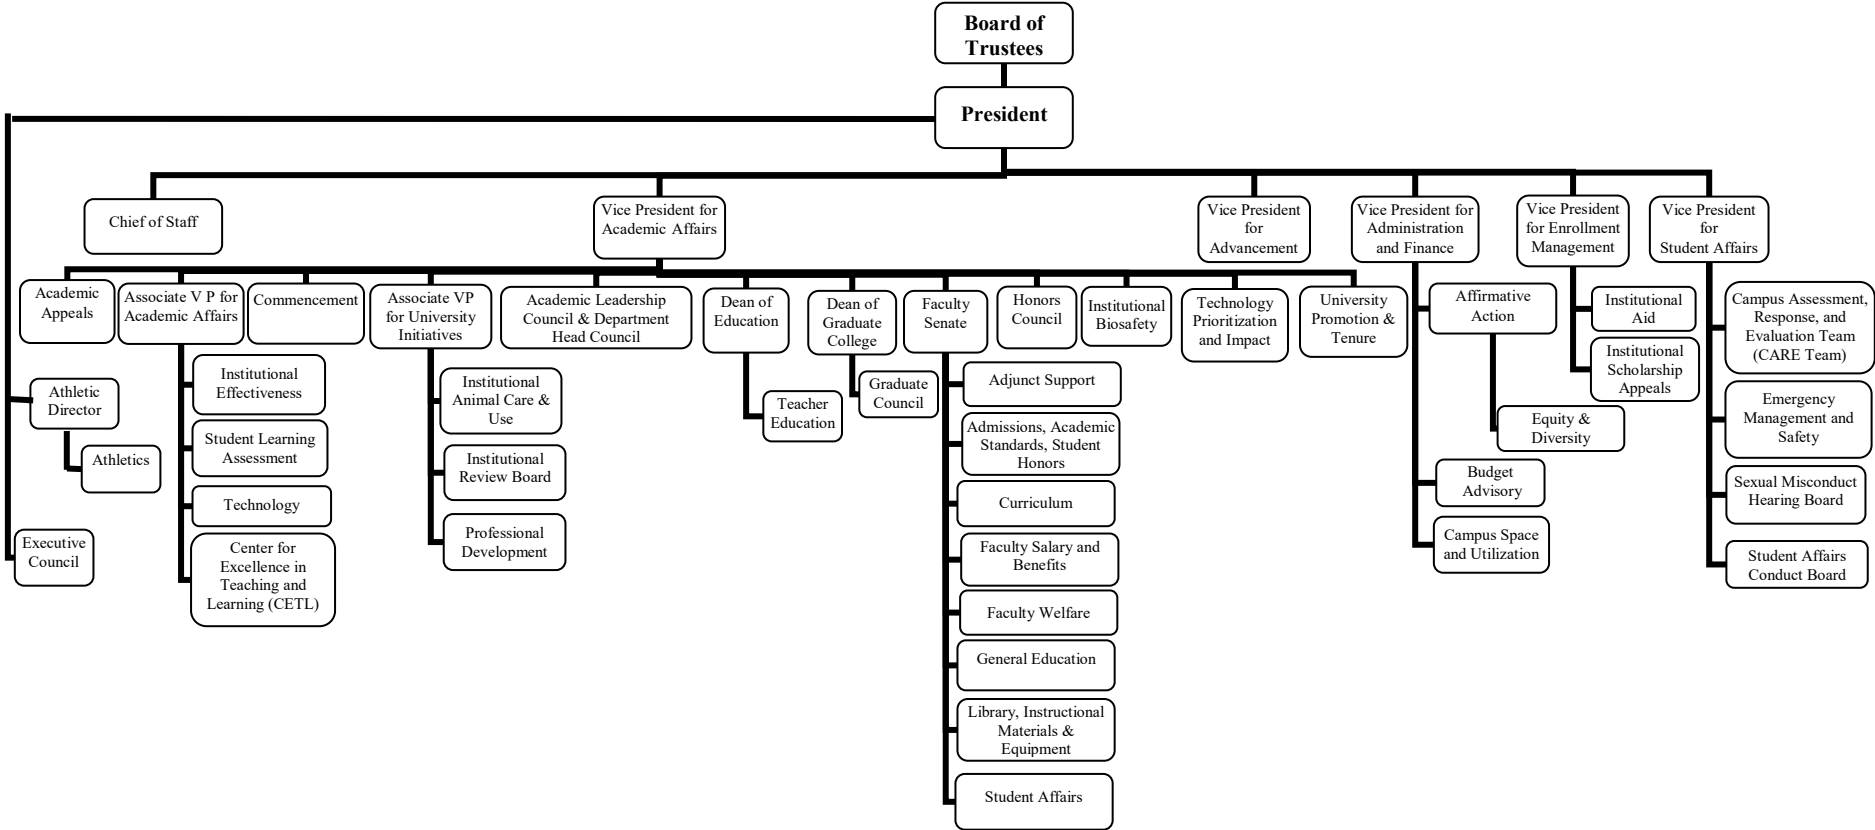 Board of
Trustees
President
Chief of Staff
Vice President for
Academic Affairs
Vice President
for
Advancement
Vice President for
Administration
and Finance
Vice President
for Enrollment
Management
Vice President
for
Student Affairs
Academic
Appeals
Associate V P for
Academic Affairs
Commencement
Associate VP
for University
Initiatives
Academic Leadership
Council & Department
Head Council
Dean of
Education
Dean of
Graduate
College
Faculty
Senate
Honors
Council
Institutional
Biosafety
Technology
Prioritization
and Impact
University
Promotion &
Tenure
Affirmative
Action
Institutional
Aid
Campus Assessment,
Response, and
Evaluation Team
(CARE Team)
Athletic
Director
Athletics
Executive
Council
Institutional
Effectiveness
Student Learning
Assessment
Technology
Center for
Excellence in
Teaching and
Learning (CETL)
Institutional
Animal Care &
Use
Institutional
Review Board
Professional
Development
Teacher
Education
Graduate
Council
Adjunct Support
Admissions, Academic
Standards, Student
Honors
Curriculum
Faculty Salary and
Benefits
Faculty Welfare
General Education
Library, Instructional
Materials &
Equipment
Student Affairs
Equity &
Diversity
Budget
Advisory
Campus Space
and Utilization
Institutional
Scholarship
Appeals
Emergency
Management and
Safety
Sexual Misconduct
Hearing Board
Student Affairs
Conduct Board